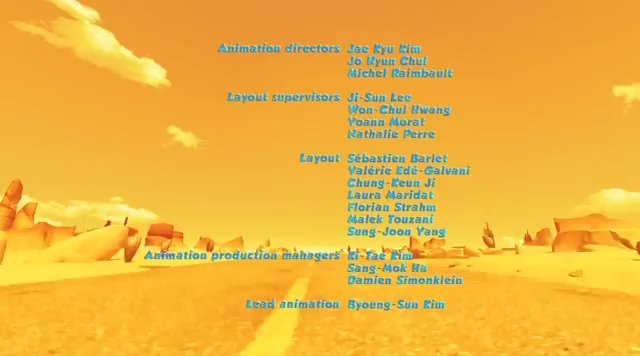 Animation directors Jae Kyu Kim
Jo Hyun Chul
Michel Raimbault
Layout supervisors Ji-Sun Lee
Won-Chul Hwang
Yoann Morat
Nathalie Perre
Layout Sébastien Barlet
Valérie Edé-Galvani
Chung-Keun Ji
Laura Maridat
Florian Strahm
Malek Touzani
Sung-Joon Yang
Animation production managers Ki-Tae Kim
Sang-Mok Ha
Damien Simonklein
Lead animation Byoung-Sun Kim